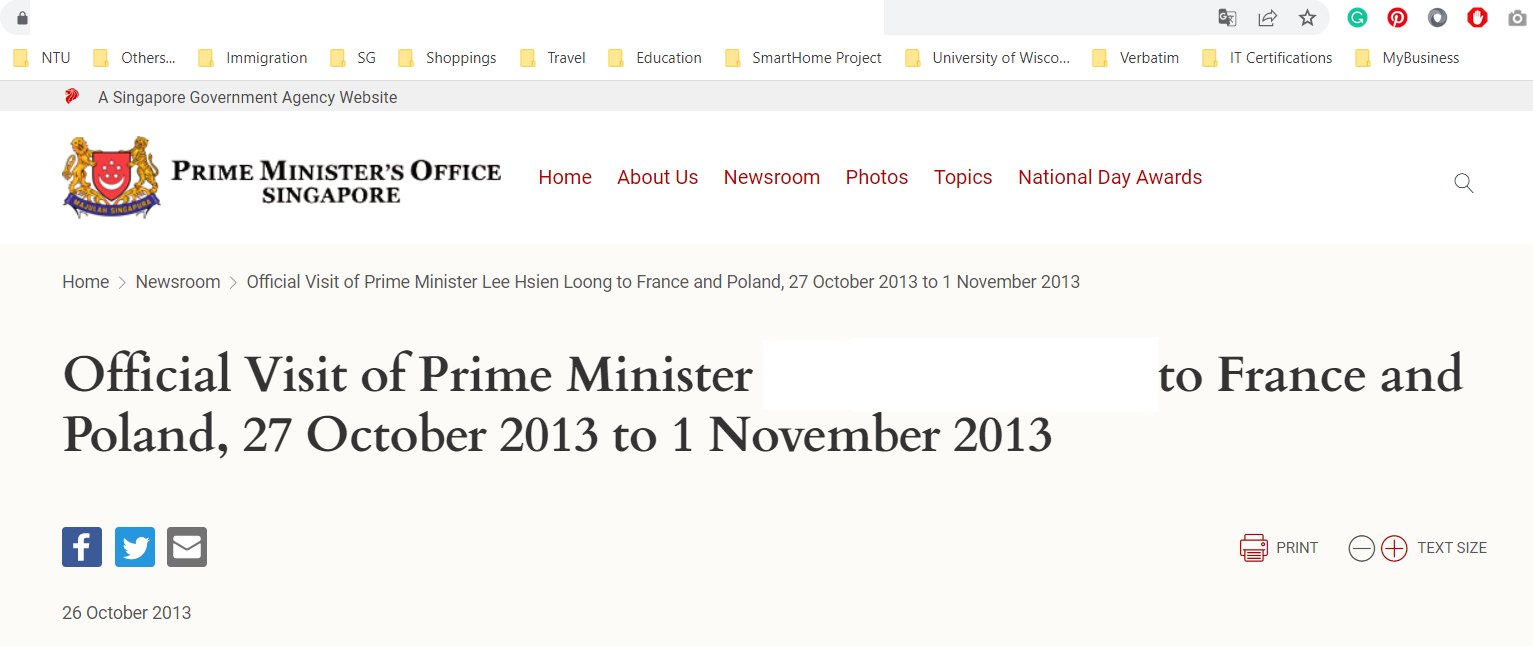 NTU Others... Immigration SG Shoppings Travel Education SmartHome Project University of Wisco... Verbatim IT Certifications MyBusiness
A Singapore Government Agency Website
MAJULAH SINGAPURA
PRIME MINISTER'S OFFICE
SINGAPORE
Home About Us Newsroom Photos Topics National Day Awards
Home > Newsroom > Official Visit of Prime Minister Lee Hsien Loong to France and Poland, 27 October 2013 to 1 November 2013
Official Visit of Prime Minister to France and
Poland, 27 October 2013 to 1 November 2013
PRINT TEXT SIZE
26 October 2013